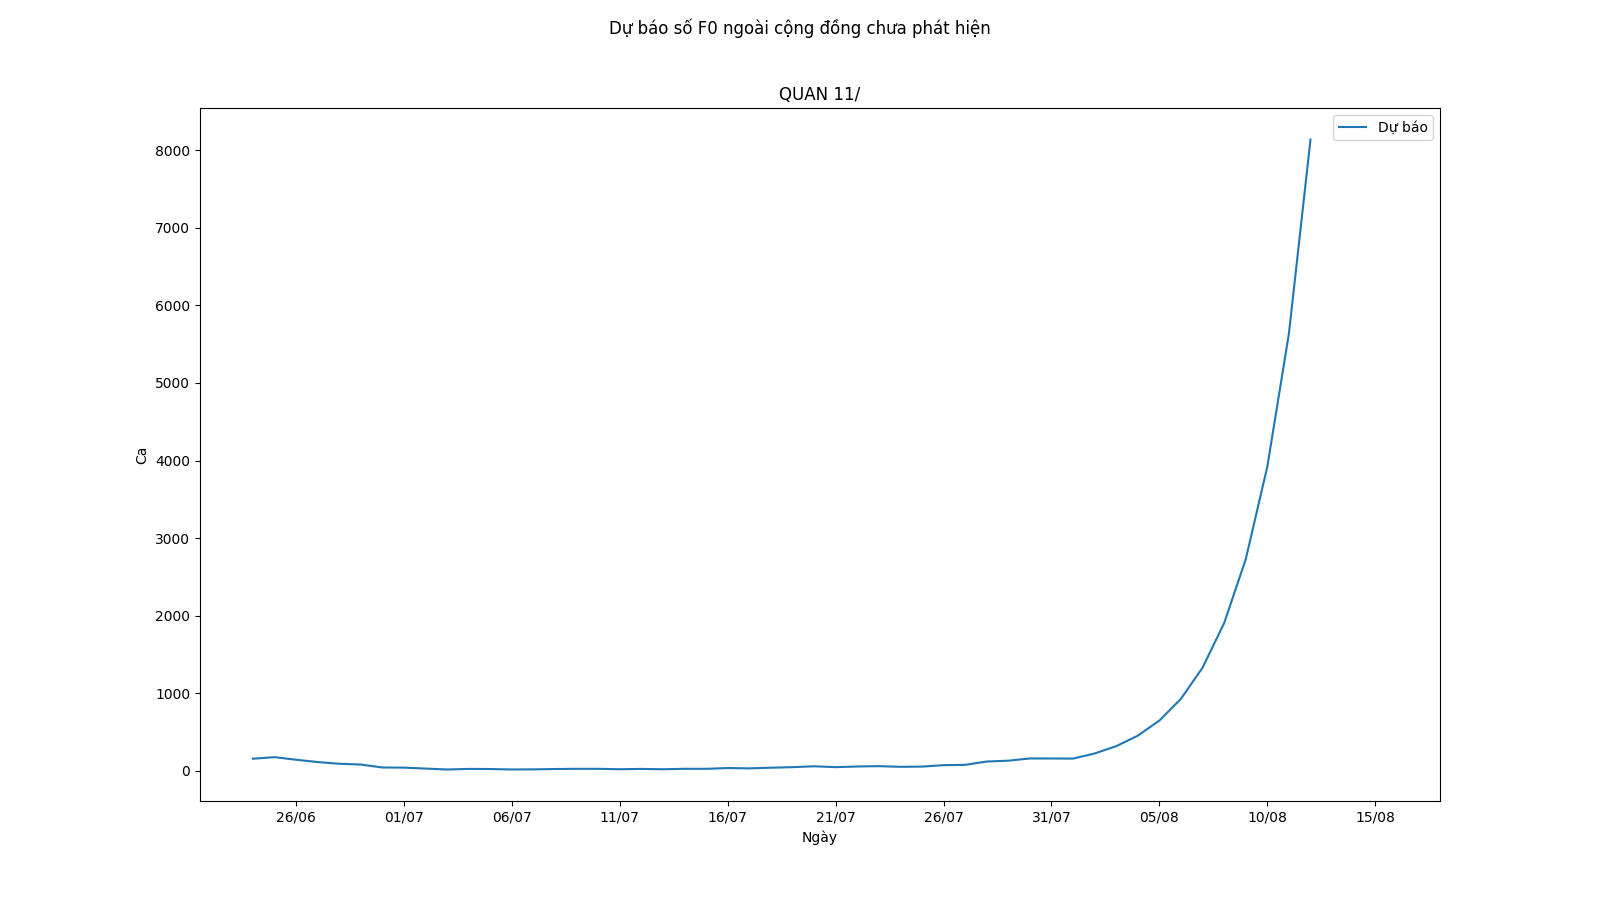 Dự báo số F0 ngoài cộng đồng chưa phát hiện
QUAN 11/
Dự báo
8000
7000
6000
5000
4000
3000
2000
1000
0
Ca
26/06 01/07 06/07 11/07 16/07 21/07 26/07 31/07 05/08 10/08 15/08
Ngày